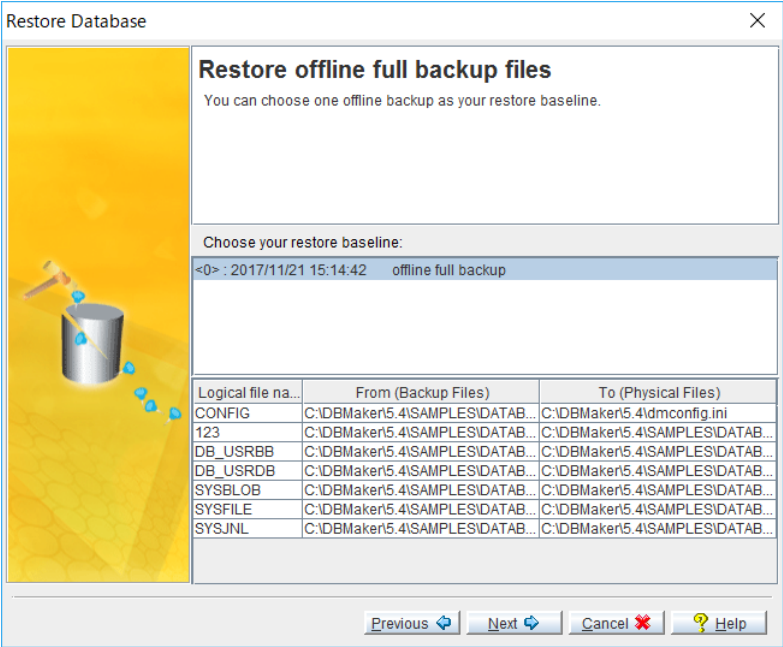 Restore Database
Restore offline full backup files
You can choose one offline backup as your restore baseline.
Choose your restore baseline:
<0> : 2017/11/21 15:14:42 offline full backup
Logical file na... From (Backup Files) To (Physical Files)
CONFIG C:\DBMaker\5.4\SAMPLES\DATAB... C:\DBMaker\5.4\dmconfig.ini
123 C:\DBMaker\5.4\SAMPLES\DATAB... C:\DBMaker\5.4\SAMPLES\DATAB...
DB_USRBB C:\DBMaker\5.4\SAMPLES\DATAB... C:\DBMaker\5.4\SAMPLES\DATAB...
DB_USRDB C:\DBMaker\5.4\SAMPLES\DATAB... C:\DBMaker\5.4\SAMPLES\DATAB...
SYSBLOB C:\DBMaker\5.4\SAMPLES\DATAB... C:\DBMaker\5.4\SAMPLES\DATAB...
SYSFILE C:\DBMaker\5.4\SAMPLES\DATAB... C:\DBMaker\5.4\SAMPLES\DATAB...
SYSJNL C:\DBMaker\5.4\SAMPLES\DATAB... C:\DBMaker\5.4\SAMPLES\DATAB...
Previous Next Cancel Help